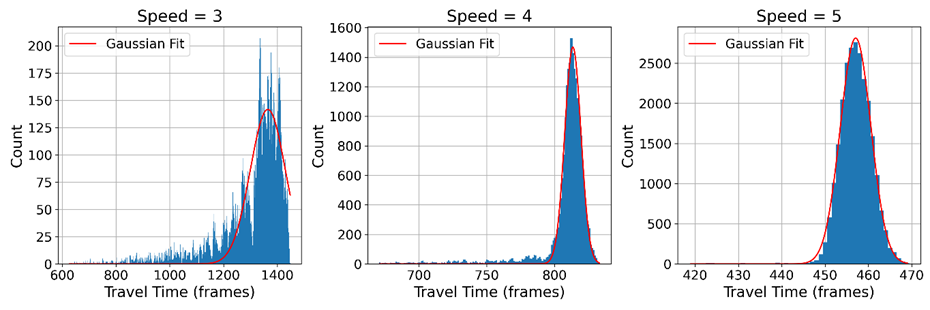 Speed = 3
Gaussian Fit
Count
200
175
150
125
100
75
50
25
0
600 800 1000 1200 1400
Travel Time (frames)
Speed = 4
Gaussian Fit
Count
1600
1400
1200
1000
800
600
400
200
0
700 750 800
Travel Time (frames)
Speed = 5
Gaussian Fit
Count
2500
2000
1500
1000
500
0
420 430 440 450 460 470
Travel Time (frames)